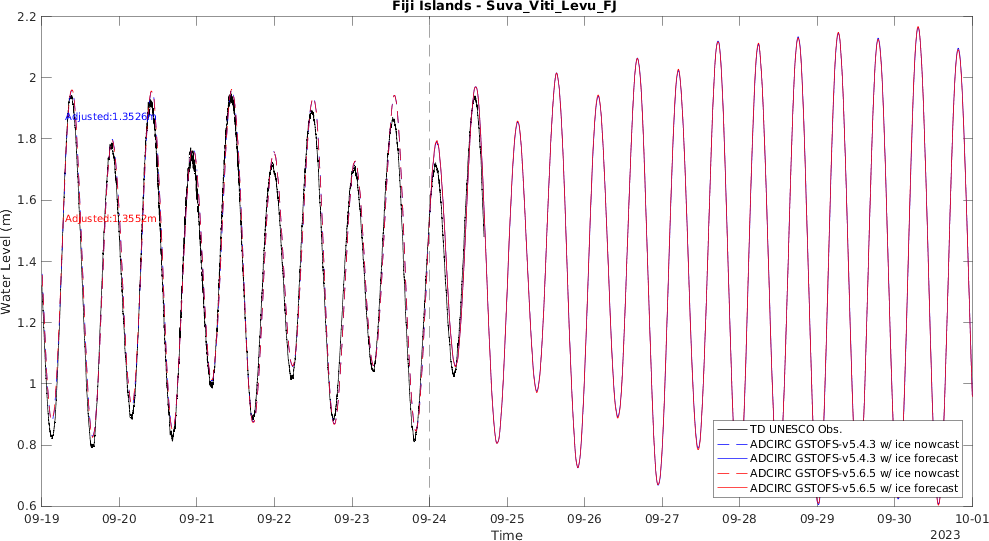 Fiji Islands - Suva_Viti_Levu_FJ
2.2
2
1.8
1.6
1.4
1.2
1
0.8
0.6
Water Level (m)
Adjusted:1.3526m
Adjusted:1.3552m
TD UNESCO Obs.
ADCIRC GSTOFS-v5.4.3 w/ ice nowcast
ADCIRC GSTOFS-v5.4.3 w/ ice forecast
ADCIRC GSTOFS-v5.6.5 w/ ice nowcast
ADCIRC GSTOFS-v5.6.5 w/ ice forecast
09-19 09-20 09-21 09-22 09-23 09-24 09-25 09-26 09-27 09-28 09-29 09-30 10-01
Time
2023